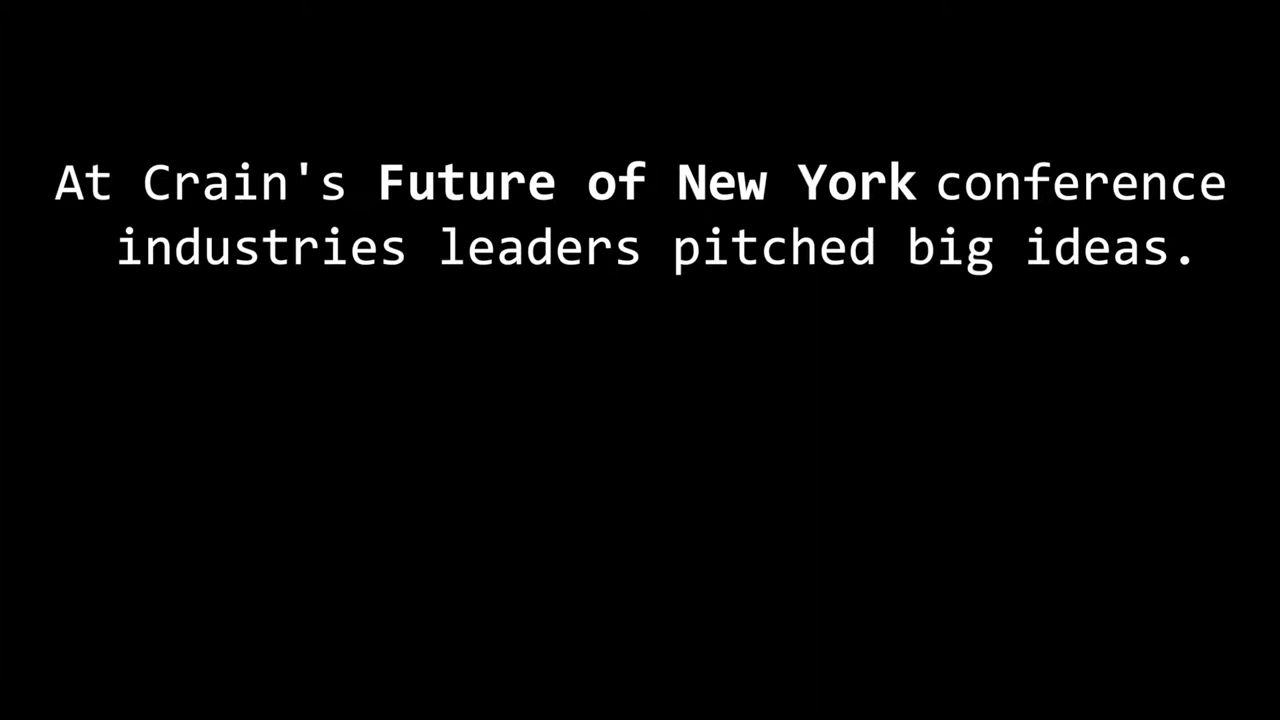 At Crain's Future of New York conference
industries leaders pitched big ideas.